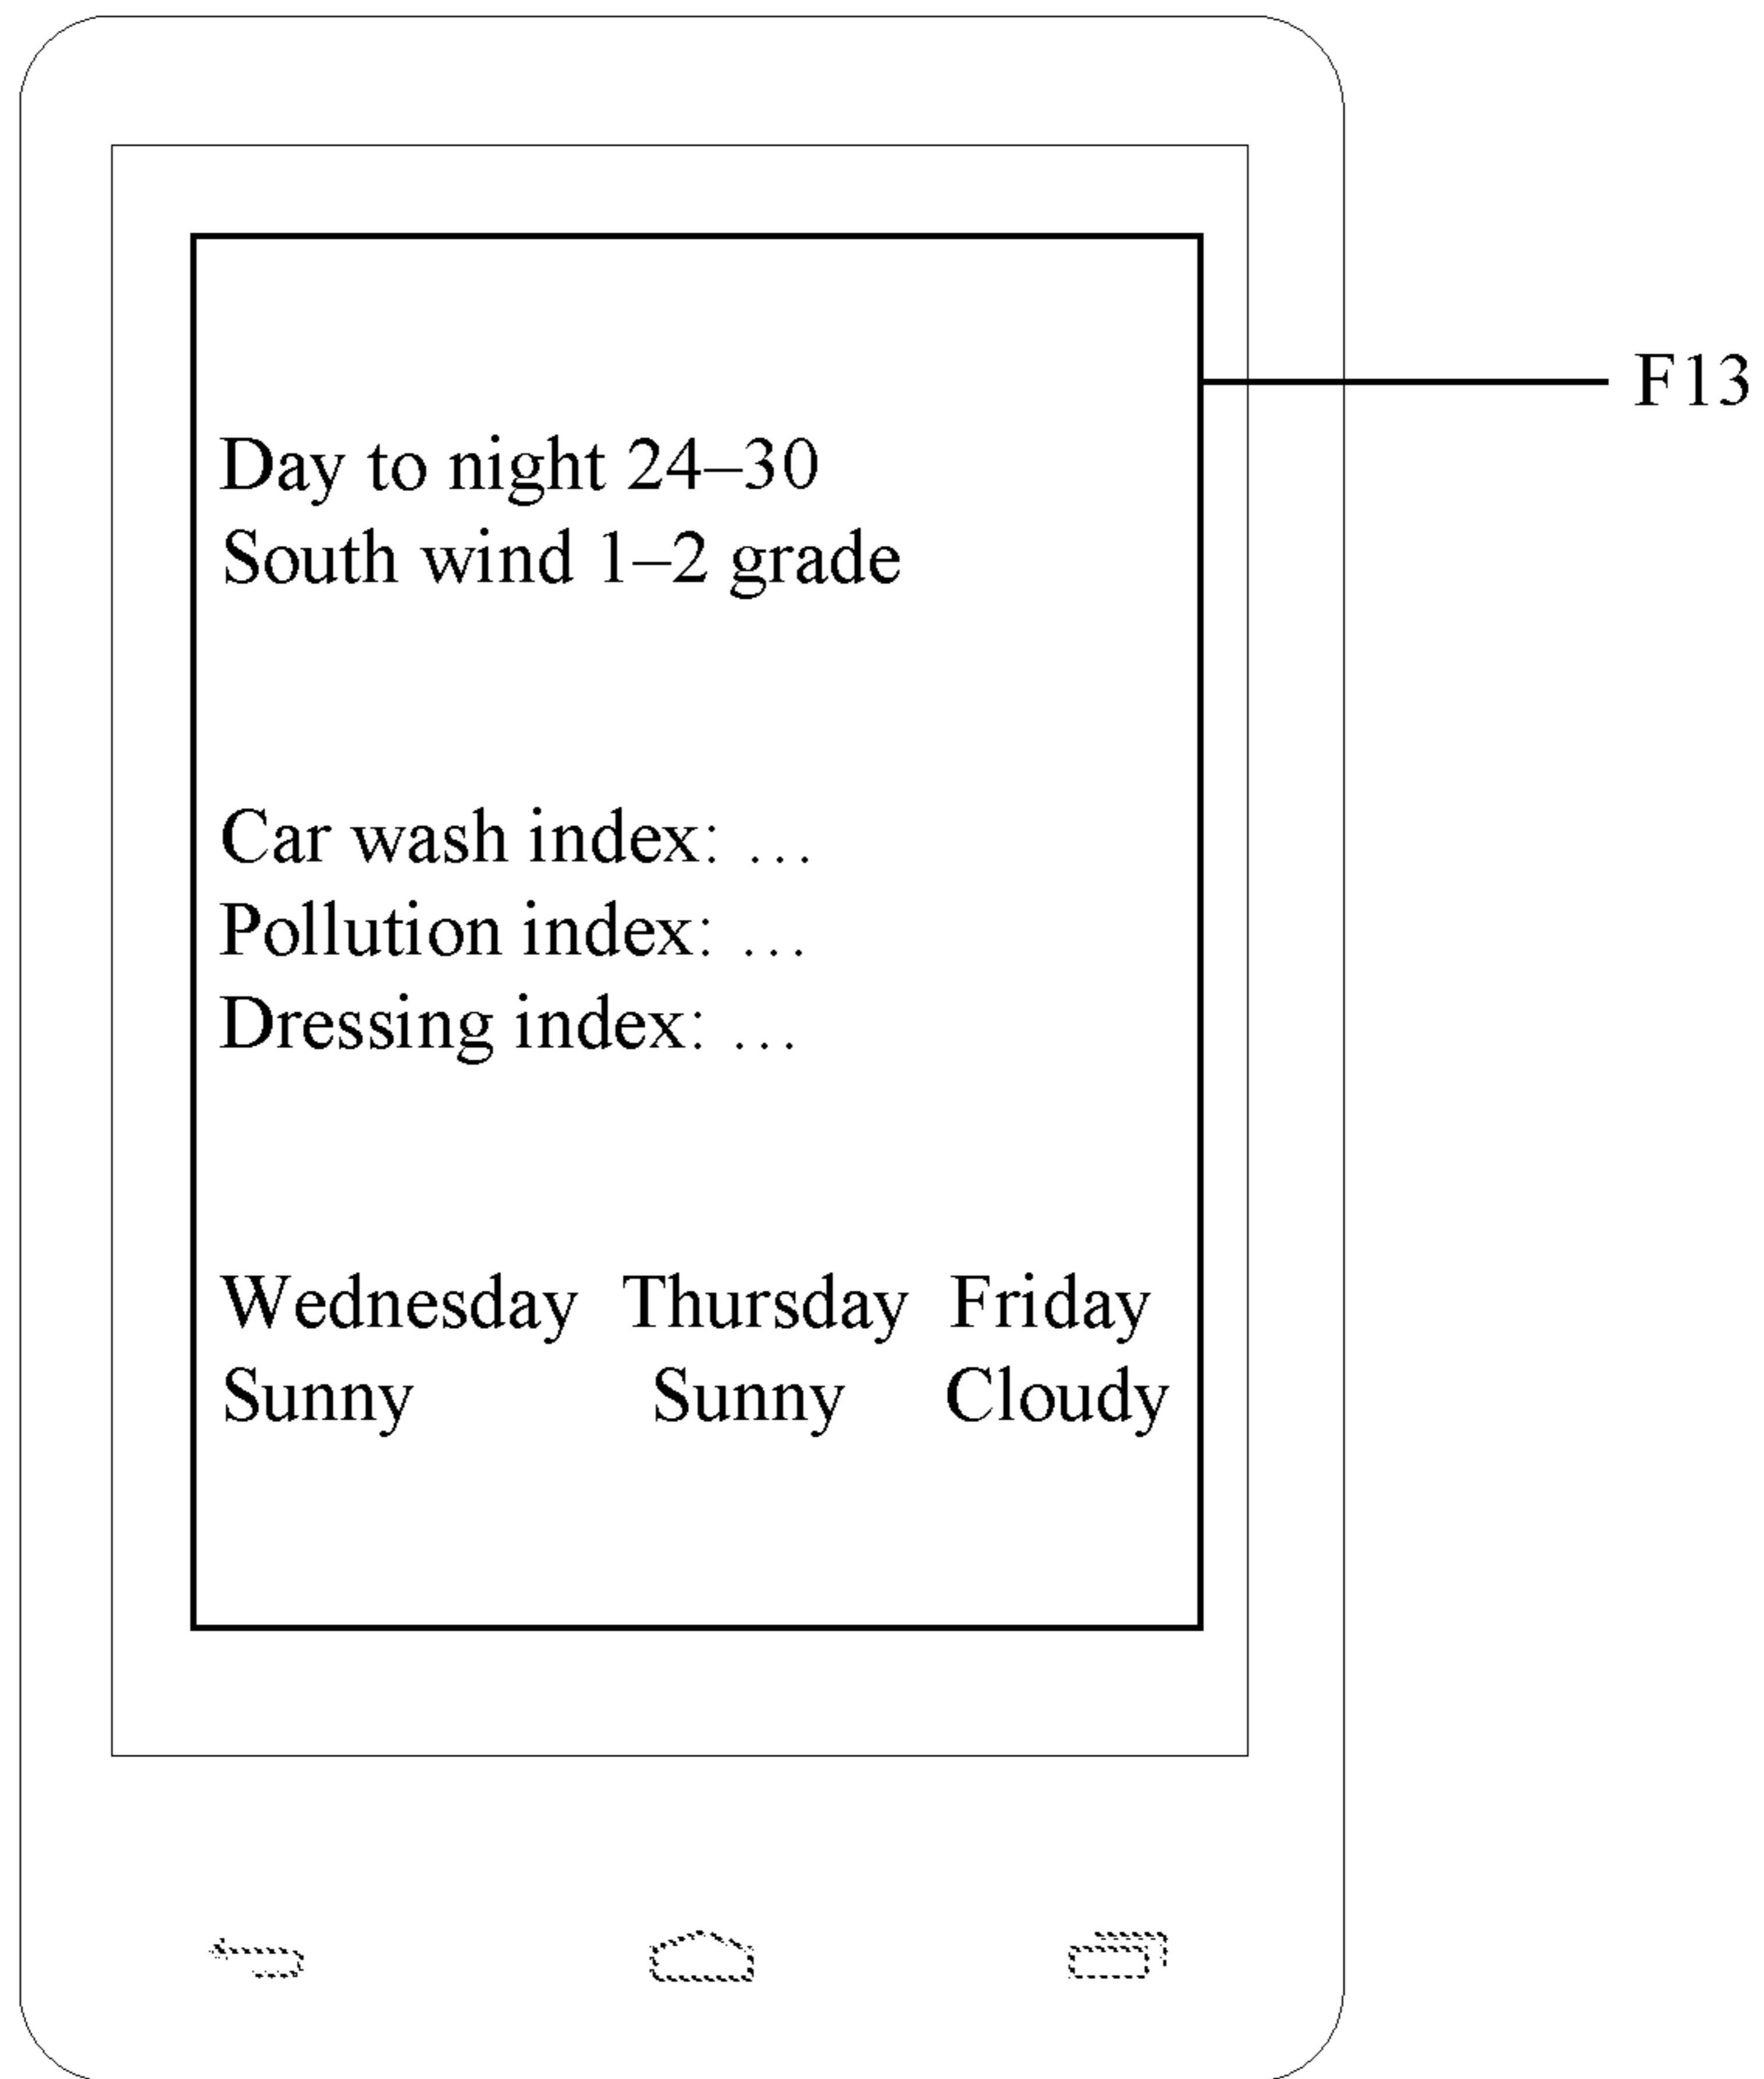 F13
Day to night 24–30
South wind 1–2 grade
Car wash index: …
Pollution index: …
Dressing index: …
Wednesday Thursday Friday
Sunny Sunny Cloudy